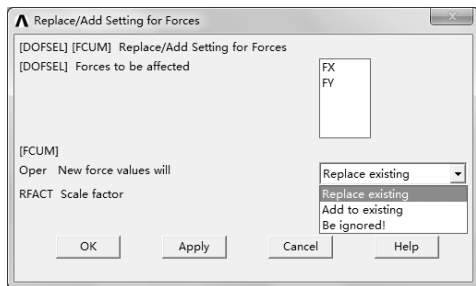 Replace/Add Setting for Forces
[DOFSEL] [FCUM]  Replace/Add Setting for Forces
[DOFSEL]  Forces to be affected
FX
FY
[FCUM]
Oper   New force values will
Replace existing
RFACT  Scale factor
Replace existing
Add to existing
Be ignored!
OK
Apply
Cancel
Help